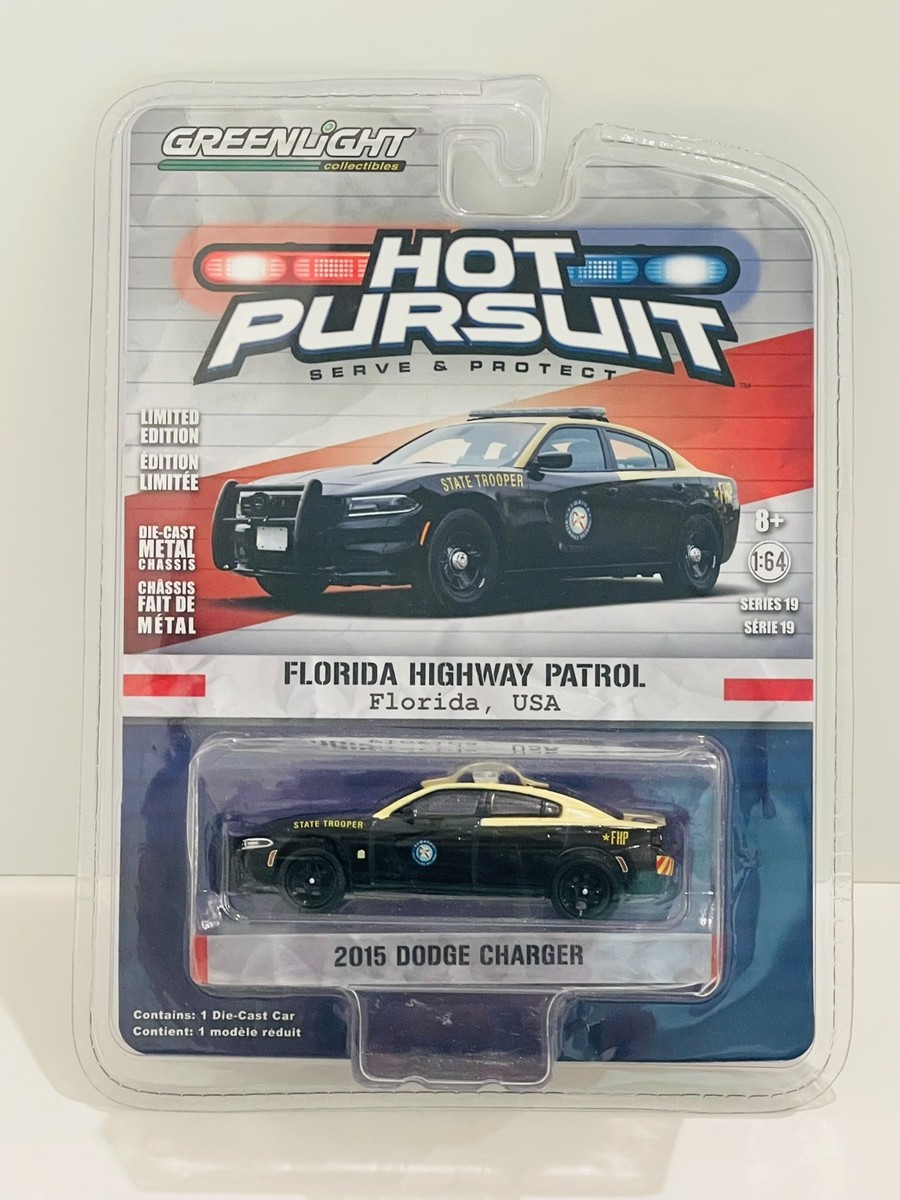 GREENLiGHT
collectibles
HOT
PURSUIT
SERVE & PROTECT
TM
LIMITED
EDITION
ÉDITION
LIMITÉE
DIE-CAST
METAL
CHASSIS
CHÂSSIS
FAIT DE
MÉTAL
STATE TROOPER
FHP
8+
1:64
SERIES 19
SÉRIE 19
FLORIDA HIGHWAY PATROL
Florida, USA
STATE TROOPER
FHP
2015 DODGE CHARGER
Contains: 1 Die-Cast Car
Contient: 1 modèle réduit